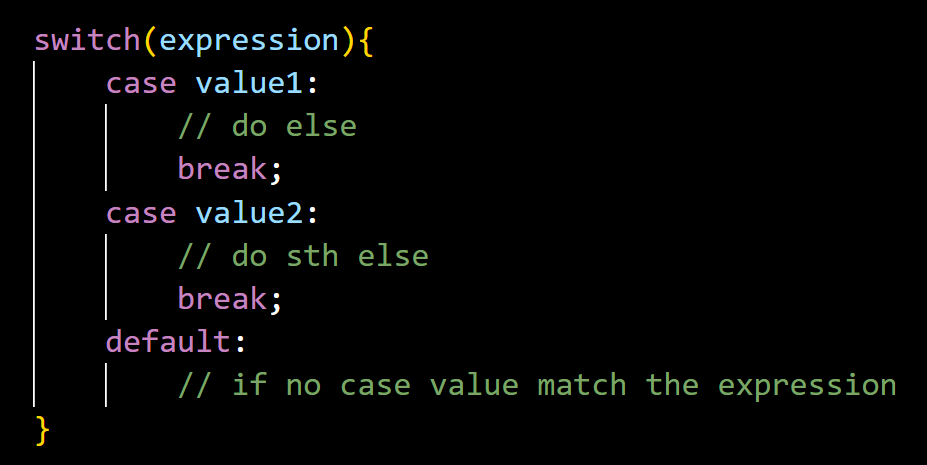 switch(expression){
case value1:
// do else
break;
case value2:
// do sth else
break;
default:
// if no case value match the expression
}